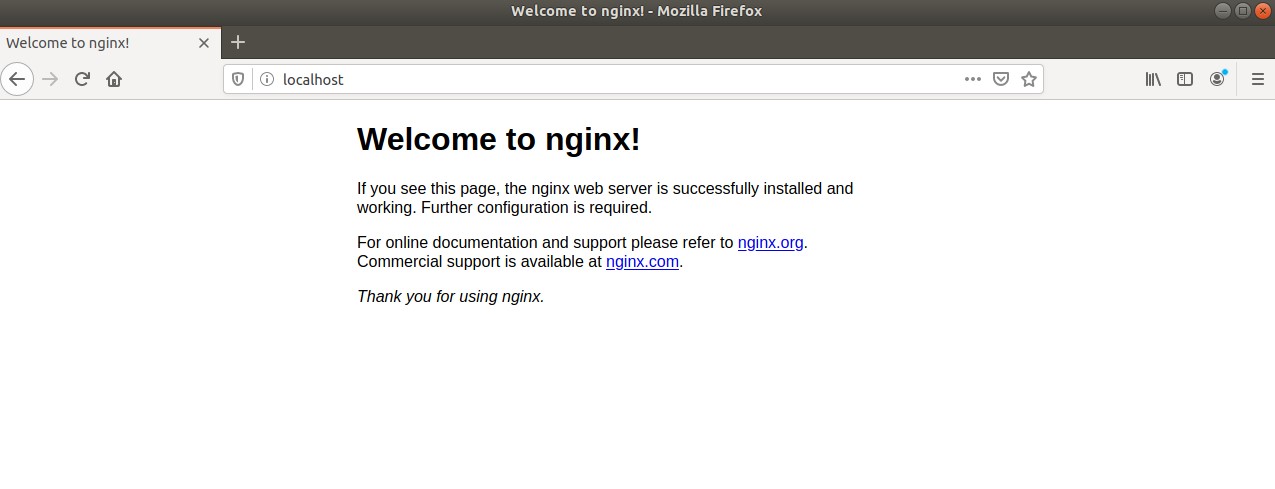 Welcome to nginx! - Mozilla Firefox
Welcome to nginx!
localhost
Welcome to nginx!
If you see this page, the nginx web server is successfully installed and
working. Further configuration is required.
For online documentation and support please refer to nginx.org.
Commercial support is available at nginx.com.
Thank you for using nginx.